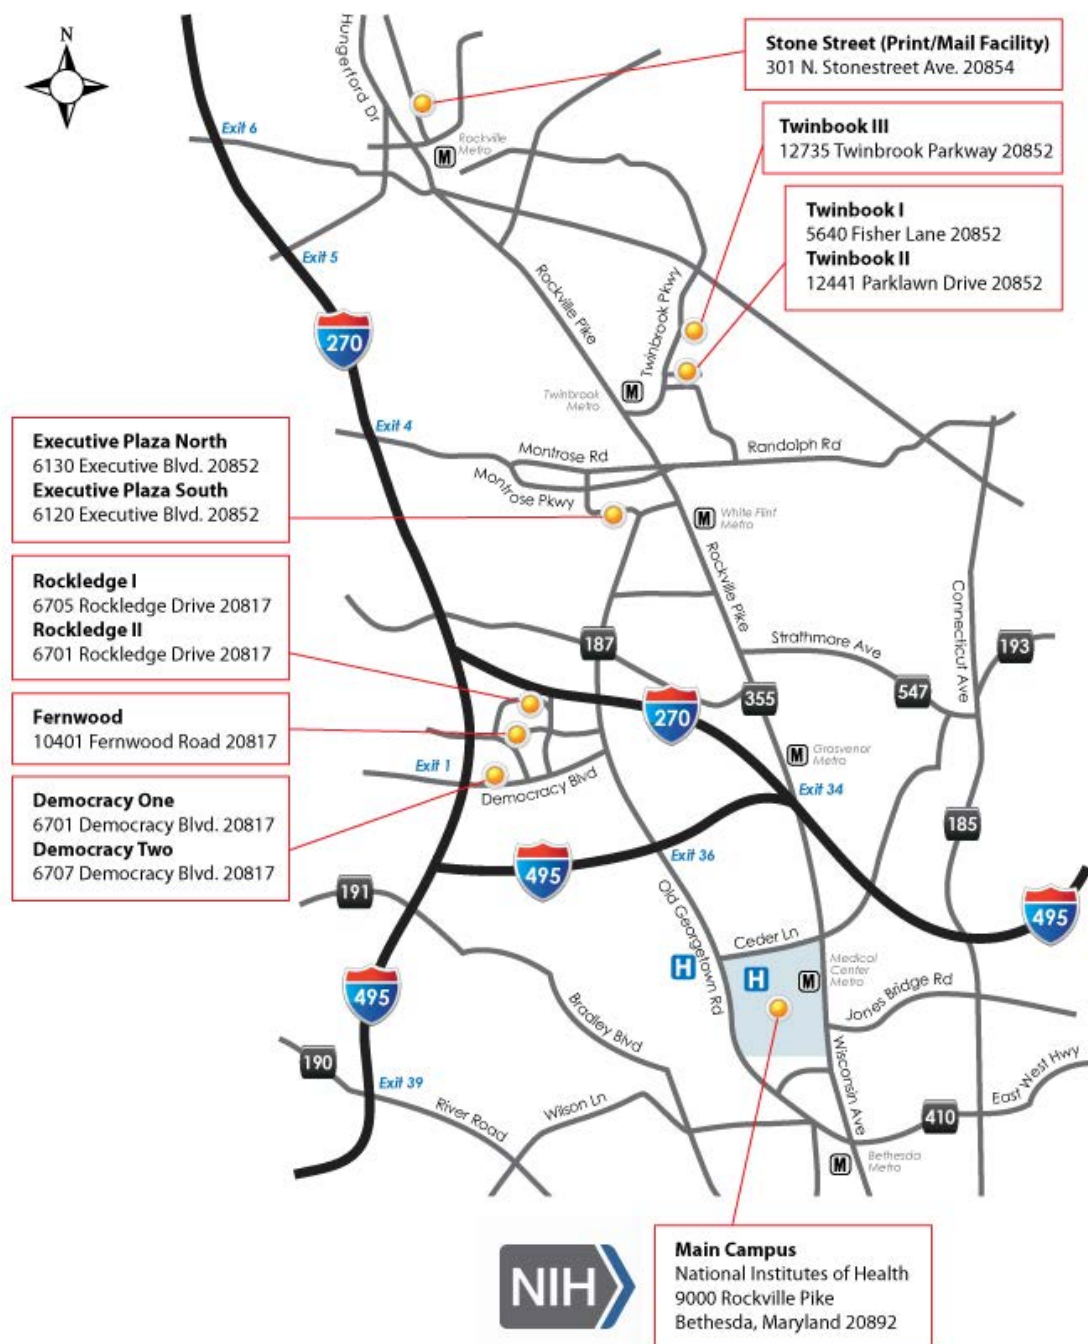 N
Hungerford Dr
Stone Street (Print/Mail Facility)
301 N. Stonestreet Ave. 20854
Exit 6
Rockville
Metro
M
Twinbook III
12735 Twinbrook Parkway 20852
Twinbook I
5640 Fisher Lane 20852
Twinbook II
12441 Parklawn Drive 20852
Exit 5
Rockville Pike
Twinbrook Pkwy
270
M
Twinbrook
Metro
Exit 4
Montrose Rd
Randolph Rd
Montrose Pkwy
Executive Plaza North
6130 Executive Blvd. 20852
Executive Plaza South
6120 Executive Blvd. 20852
M
White Flint
Metro
Rockville Pike
Rockledge I
6705 Rockledge Drive 20817
Rockledge II
6701 Rockledge Drive 20817
Connecticut Ave
187
Strathmore Ave
193
547
355
270
Fernwood
10401 Fernwood Road 20817
M
Grosvenor
Metro
Exit 1
Democracy Blvd
Exit 34
Democracy One
6701 Democracy Blvd. 20817
Democracy Two
6707 Democracy Blvd. 20817
185
495
Exit 36
191
Old Georgetown Rd
495
Ceder Ln
H
H
M
Medical
Center
Metro
495
Bradley Blvd
Jones Bridge Rd
190
Exit 39
River Road
Wilson Ln
Wisconsin Ave
East West Hwy
410
M
Bethesda
Metro
NIH
Main Campus
National Institutes of Health
9000 Rockville Pike
Bethesda, Maryland 20892